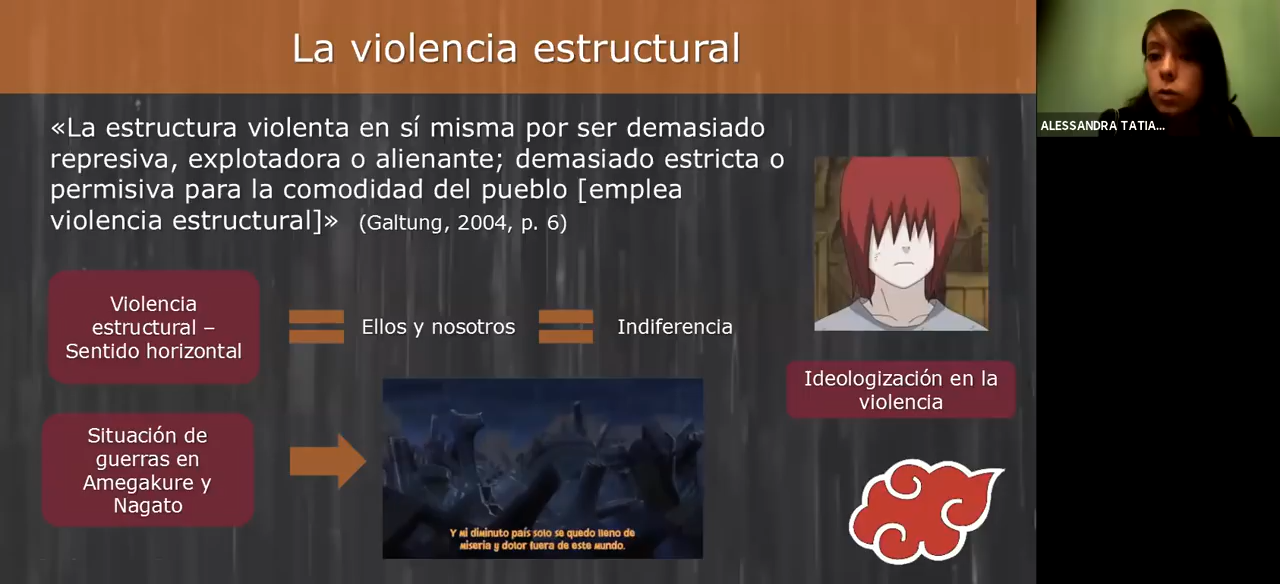 La violencia estructural
«La estructura violenta en sí misma por ser demasiado
represiva, explotadora o alienante; demasiado estricta o
permisiva para la comodidad del pueblo [emplea
violencia estructural]» (Galtung, 2004, p. 6)
Violencia
estructural –
Sentido horizontal
Ellos y nosotros
Indiferencia
Ideologización en la
violencia
Situación de
guerras en
Amegakure y
Nagato
Y mi diminuto país solo se quedo lleno de
miseria y dolor fuera de este mundo.
ALESSANDRA TATIA...